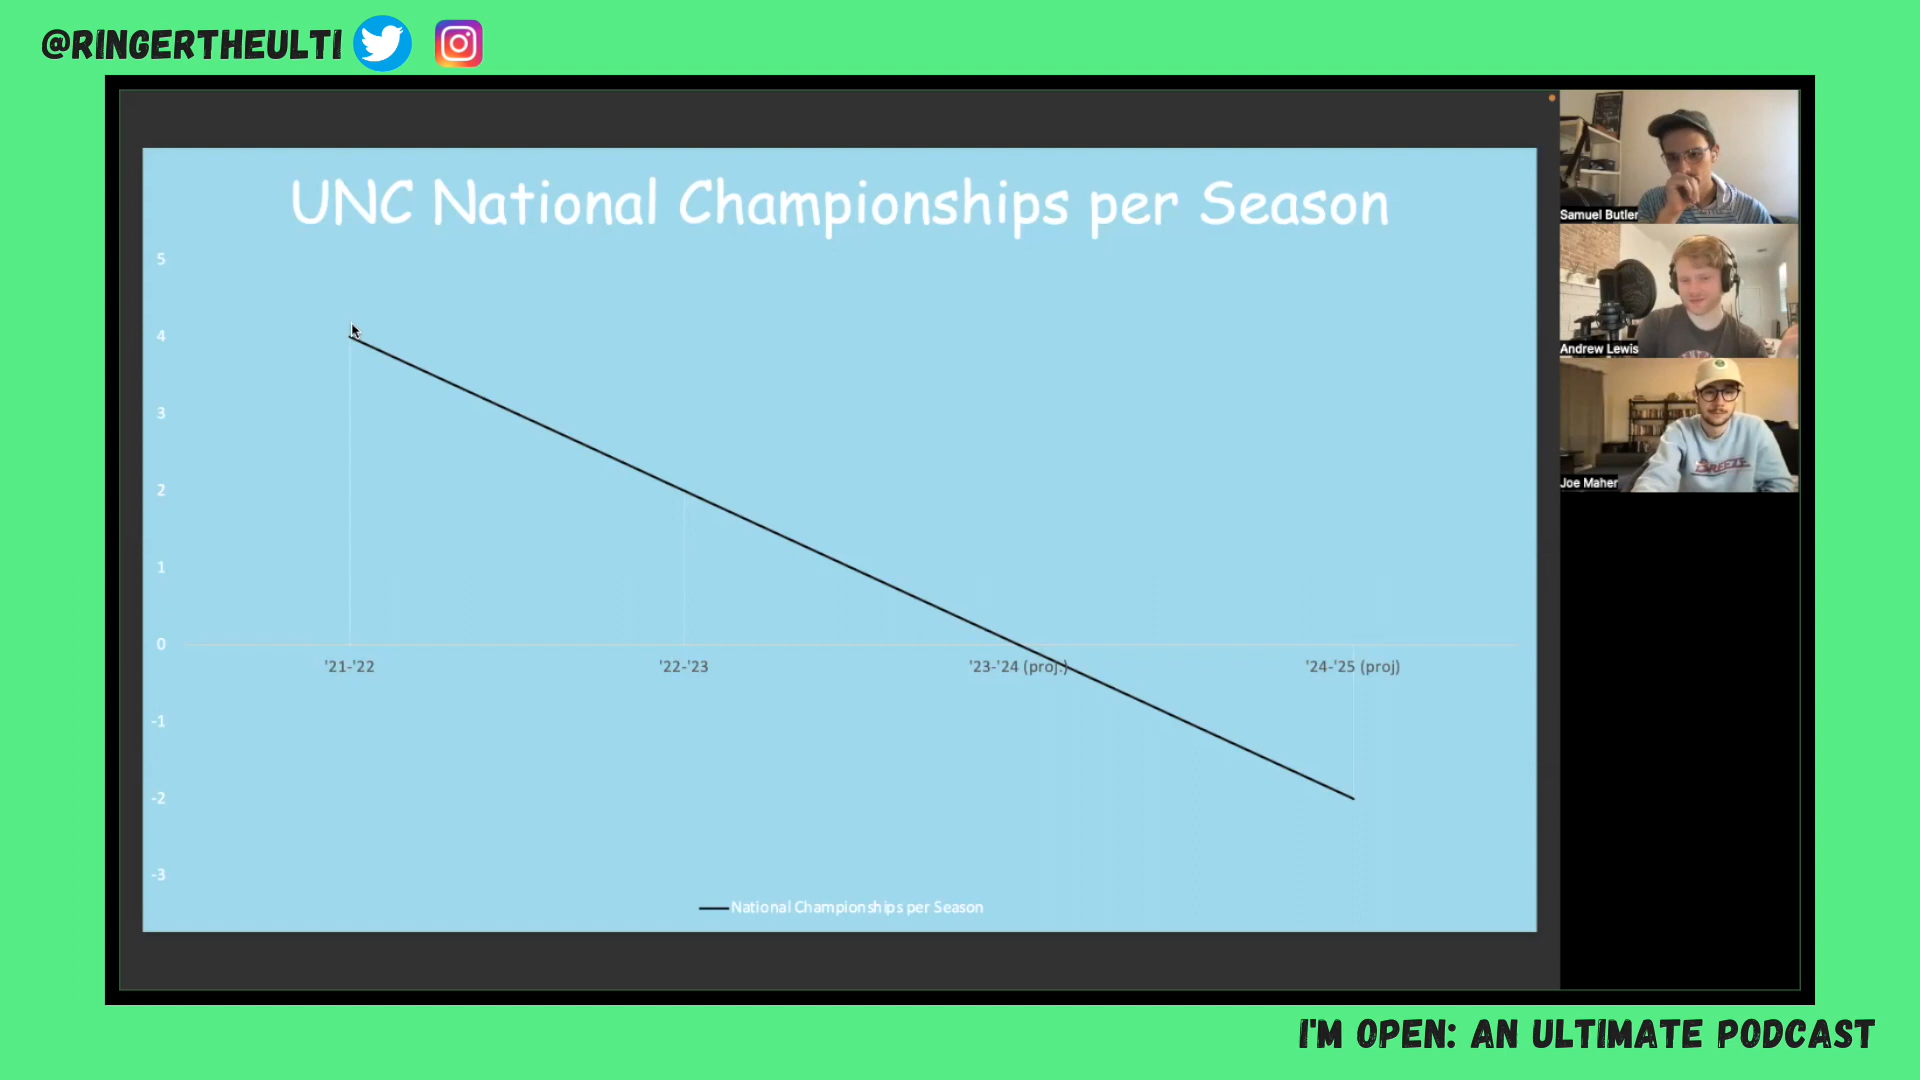 @RINGERTHEULTI
UNC National Championships per Season
5
4
3
2
1
0
-1
-2
-3
'21-'22
'22-'23
'23-'24 (proj.)
'24-'25 (proj)
National Championships per Season
Samuel Butler
Andrew Lewis
BREEZE
Joe Maher
I'M OPEN: AN ULTIMATE PODCAST